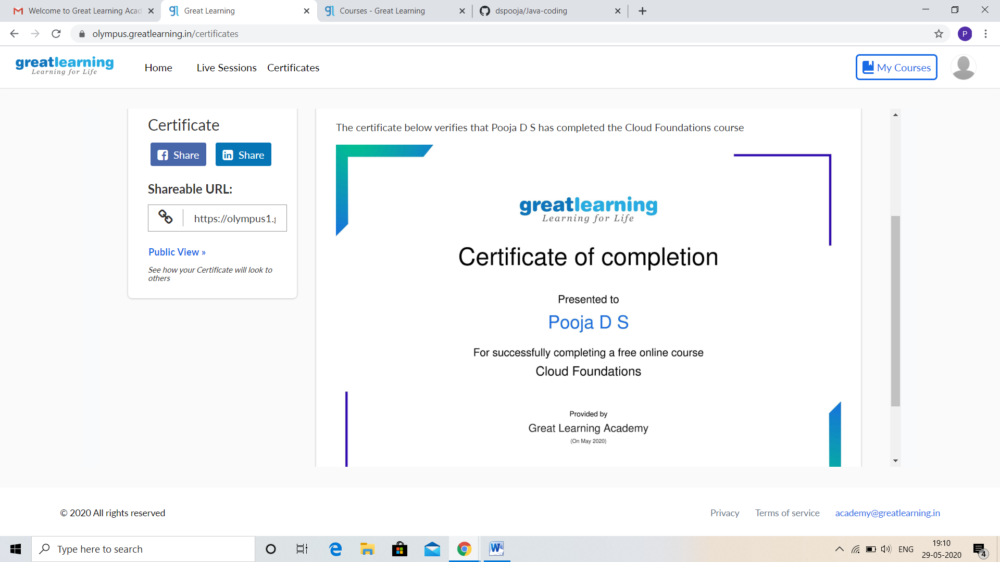 Welcome to Great Learning Acad
Great Learning
Courses - Great Learning
dspooja/Java-coding
olympus.greatlearning.in/certificates
P
greatlearning
Learning for Life
Home
Live Sessions
Certificates
My Courses
Certificate
Share
Share
Shareable URL:
https://olympus1.g
Public View »
See how your Certificate will look to
others
The certificate below verifies that Pooja D S has completed the Cloud Foundations course
greatlearning
Learning for Life
Certificate of completion
Presented to
Pooja D S
For successfully completing a free online course
Cloud Foundations
Provided by
Great Learning Academy
(On May 2020)
© 2020 All rights reserved
Privacy
Terms of service
academy@greatlearning.in
Type here to search
ENG
19:10
29-05-2020
4